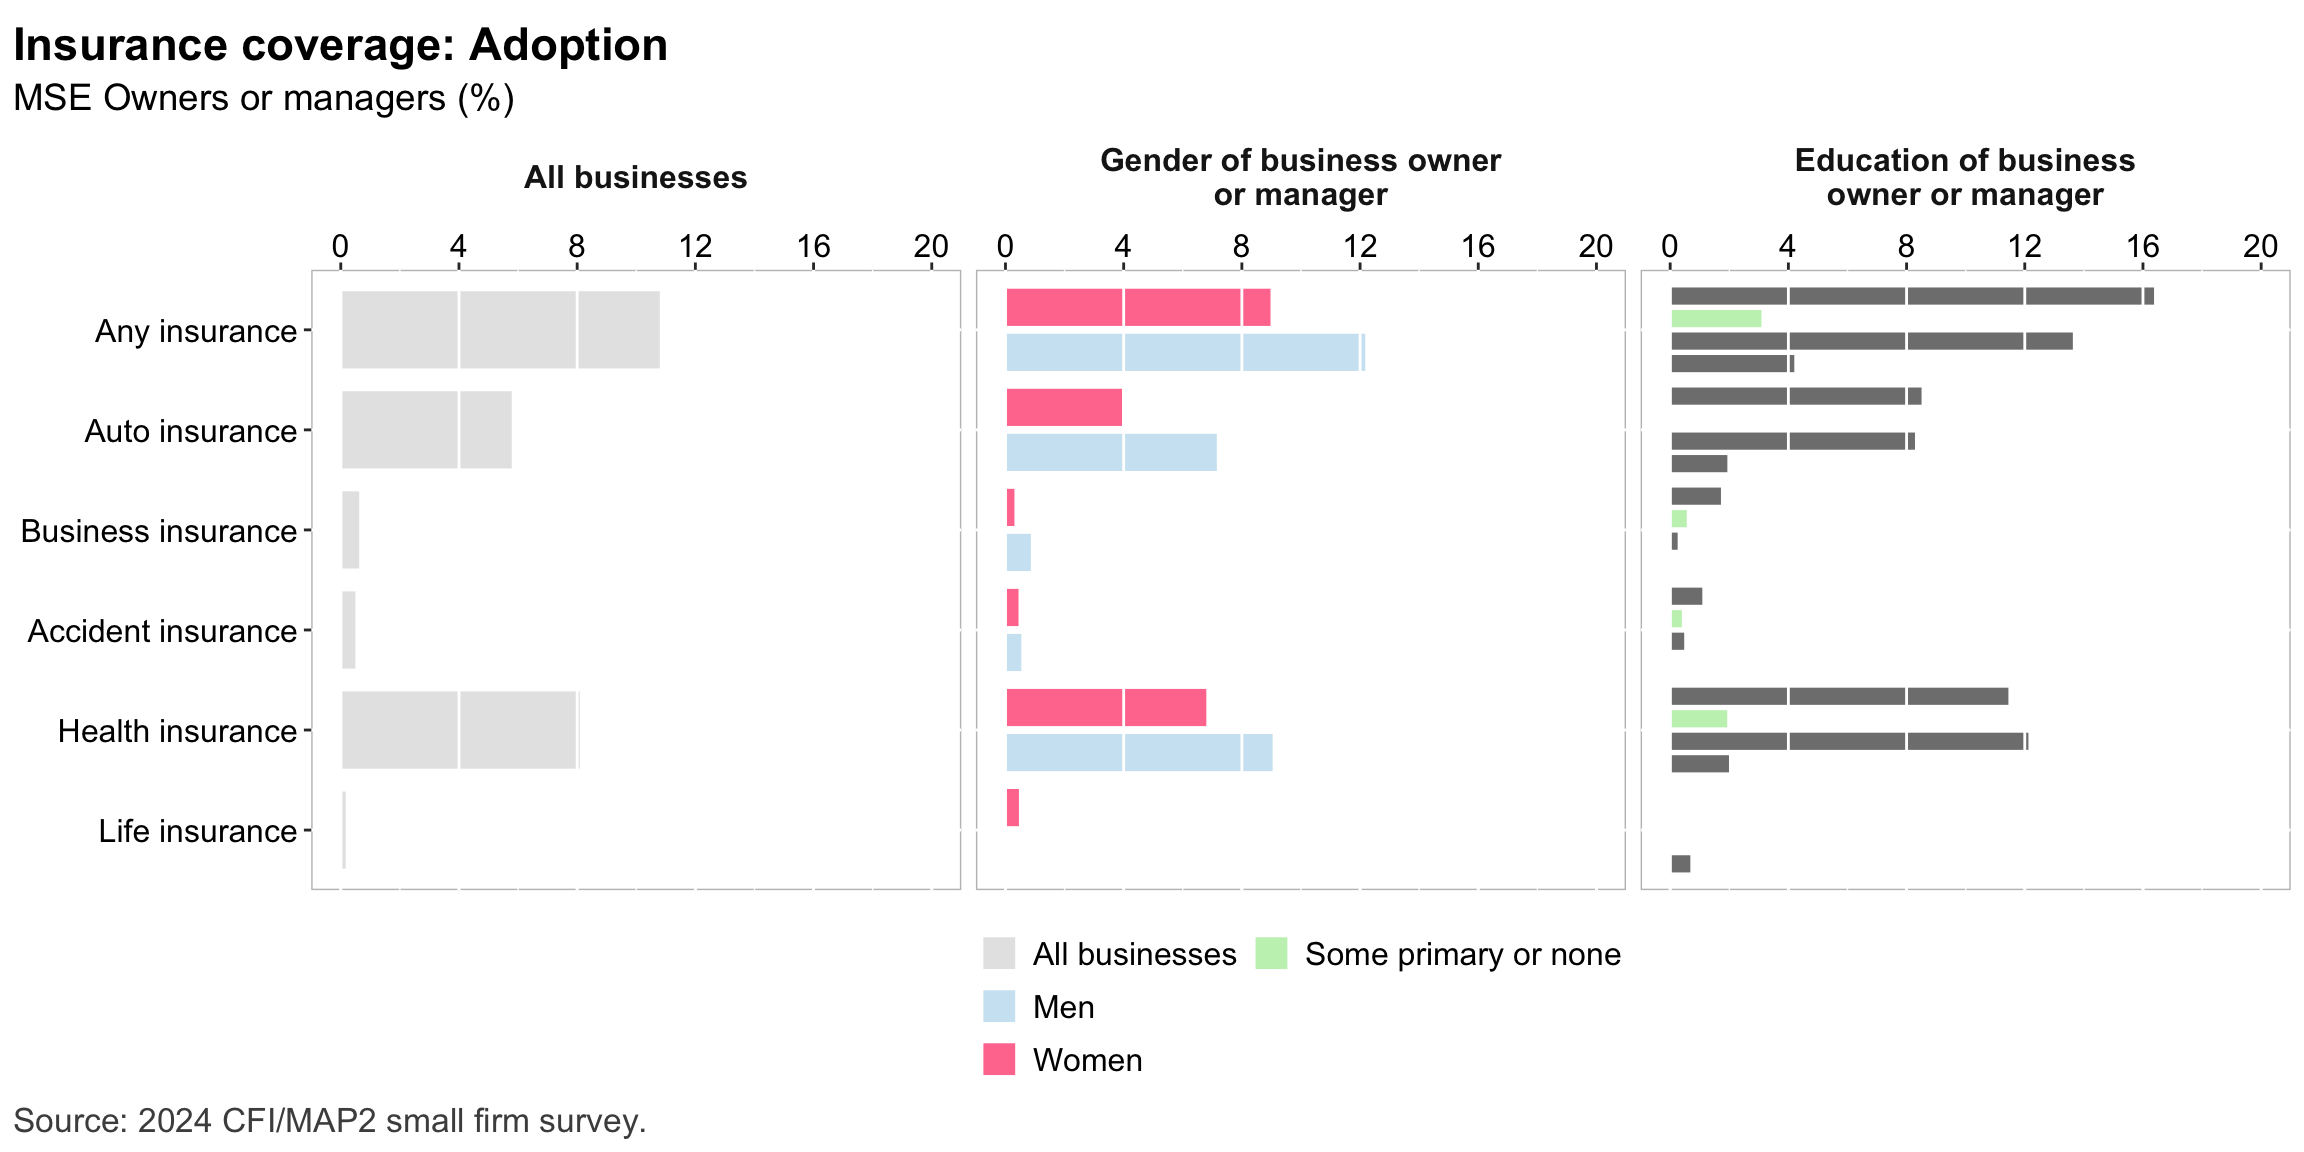 Insurance coverage: Adoption
MSE Owners or managers (%)
All businesses
Gender of business owner
or manager
Education of business
owner or manager
0 4 8 12 16 20
0 4 8 12 16 20
0 4 8 12 16 20
Any insurance
Auto insurance
Business insurance
Accident insurance
Health insurance
Life insurance
All businesses
Some primary or none
Men
Women
Source: 2024 CFI/MAP2 small firm survey.